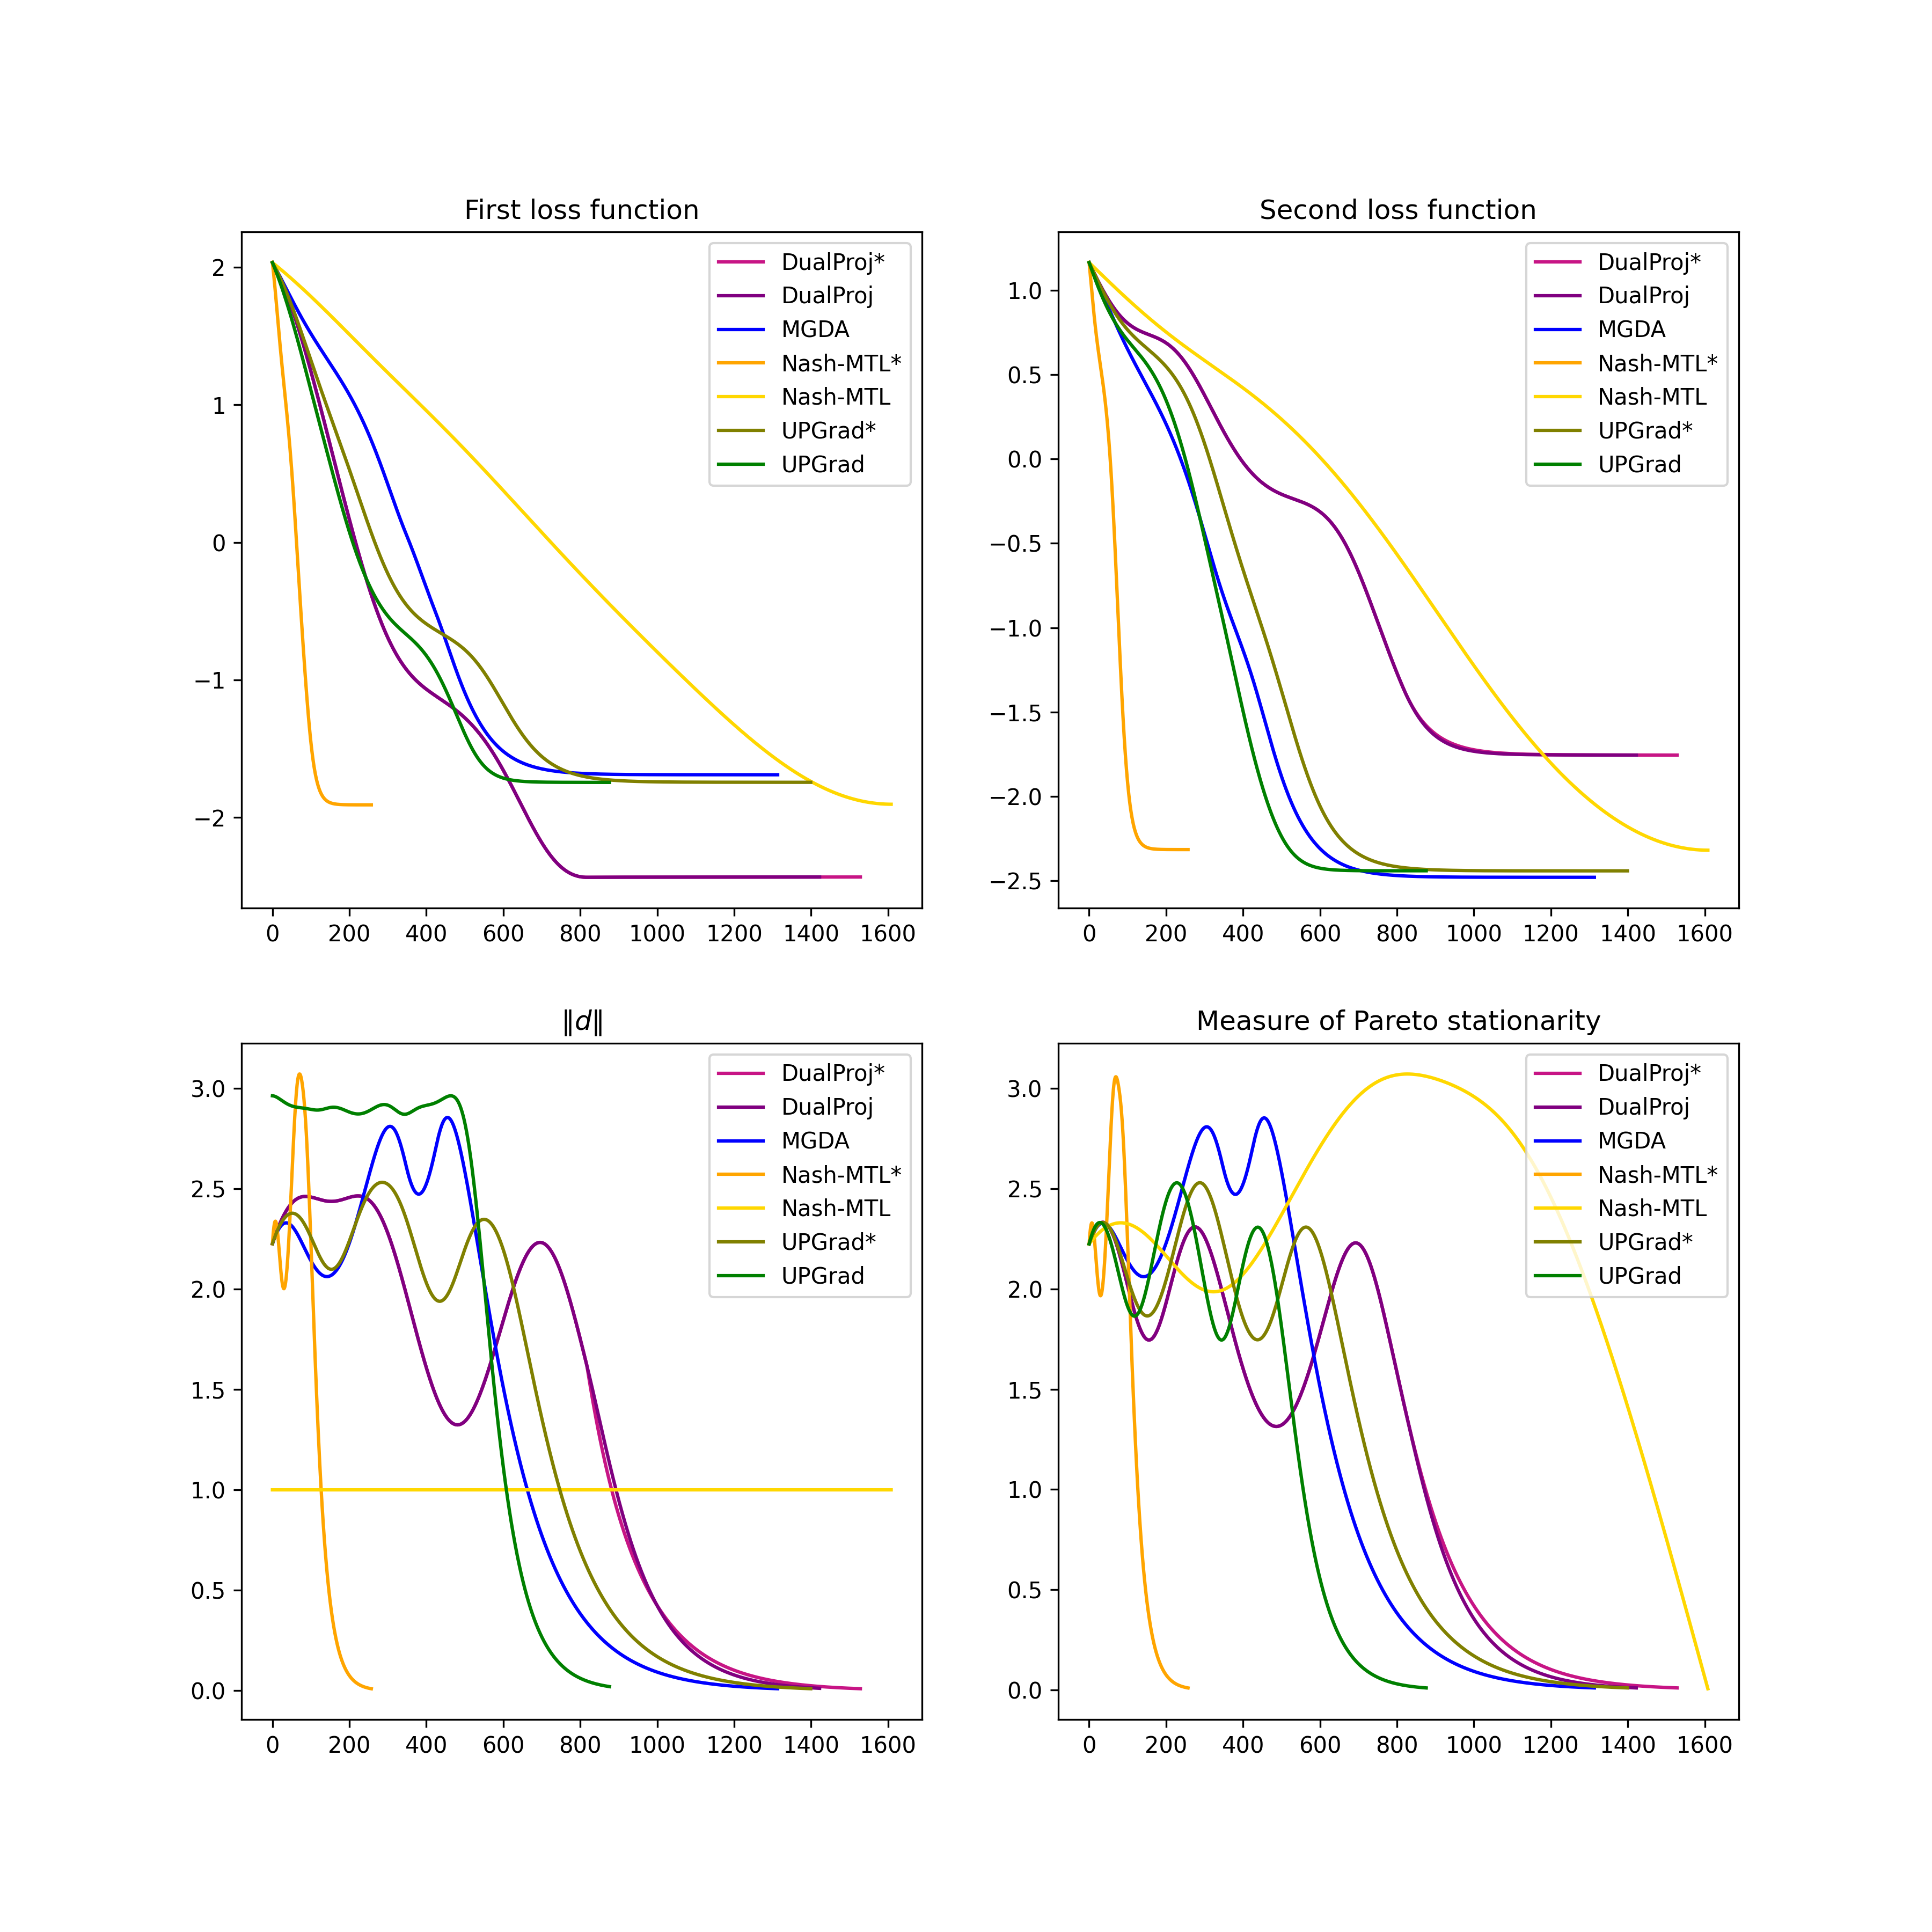 First loss function
2
1
0
−1
−2
0 200 400 600 800 1000 1200 1400 1600
DualProj*
DualProj
MGDA
Nash-MTL*
Nash-MTL
UPGrad*
UPGrad
Second loss function
1.0
0.5
0.0
−0.5
−1.0
−1.5
−2.0
−2.5
0 200 400 600 800 1000 1200 1400 1600
DualProj*
DualProj
MGDA
Nash-MTL*
Nash-MTL
UPGrad*
UPGrad
‖d‖
3.0
2.5
2.0
1.5
1.0
0.5
0.0
0 200 400 600 800 1000 1200 1400 1600
DualProj*
DualProj
MGDA
Nash-MTL*
Nash-MTL
UPGrad*
UPGrad
Measure of Pareto stationarity
3.0
2.5
2.0
1.5
1.0
0.5
0.0
0 200 400 600 800 1000 1200 1400 1600
DualProj*
DualProj
MGDA
Nash-MTL*
Nash-MTL
UPGrad*
UPGrad